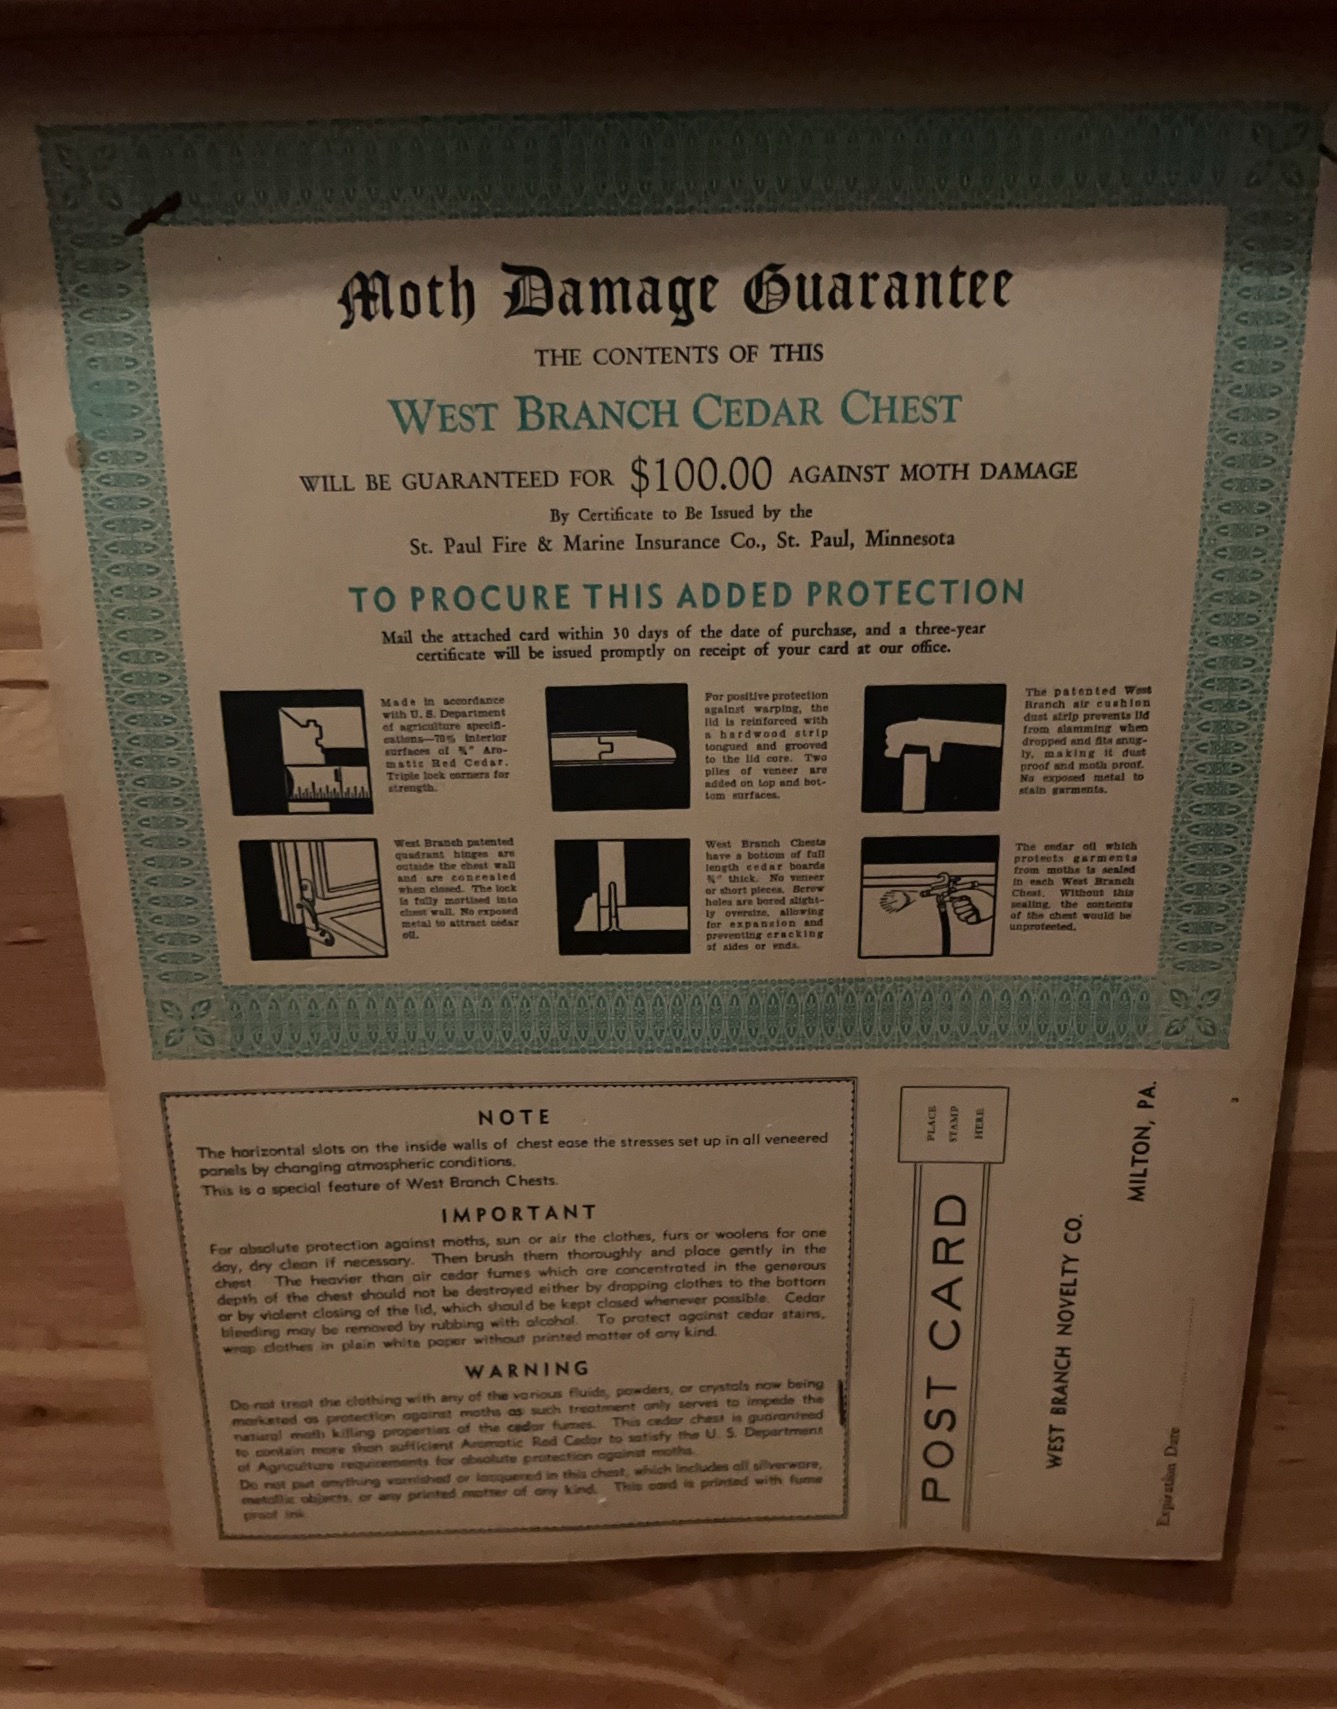 Moth Damage Guarantee
THE CONTENTS OF THIS
WEST BRANCH CEDAR CHEST
WILL BE GUARANTEED FOR $100.00 AGAINST MOTH DAMAGE
By Certificate to Be Issued by the
St. Paul Fire & Marine Insurance Co., St. Paul, Minnesota
TO PROCURE THIS ADDED PROTECTION
Mail the attached card within 30 days of the date of purchase, and a three-year
certificate will be issued promptly on receipt of your card at our office.
Made in accordance
with U. S. Department
of agriculture specifi-
cations—70% interior
surfaces of ¾" Aro-
matic Red Cedar.
Triple lock corners for
strength.
For positive protection
against warping, the
lid is reinforced with
a hardwood strip
tongued and grooved
to the lid core. Two
plies of veneer are
added on top and bot-
tom surfaces.
The patented West
Branch air cushion
dust strip prevents lid
from slamming when
dropped and fits snug-
ly, making it dust
proof and moth proof.
No exposed metal to
stain garments.
West Branch patented
quadrant hinges are
outside the chest wall
and are concealed
when closed. The lock
is fully mortised into
chest wall. No exposed
metal to attract cedar
oil.
West Branch Chests
have a bottom of full
length cedar boards
¾" thick. No veneer
or short pieces. Screw
holes are bored slight-
ly oversize, allowing
for expansion and
preventing cracking
of sides or ends.
The cedar oil which
protects garments
from moths is sealed
in each West Branch
Chest. Without this
sealing, the contents
of the chest would be
unprotected.
NOTE
The horizontal slots on the inside walls of chest ease the stresses set up in all veneered
panels by changing atmospheric conditions.
This is a special feature of West Branch Chests.
IMPORTANT
For absolute protection against moths, sun or air the clothes, furs or woolens for one
day, dry clean if necessary. Then brush them thoroughly and place gently in the
chest. The heavier than air cedar fumes which are concentrated in the generous
depth of the chest should not be destroyed either by dropping clothes to the bottom
or by violent closing of the lid, which should be kept closed whenever possible. Cedar
bleeding may be removed by rubbing with alcohol. To protect against cedar stains,
wrap clothes in plain white paper without printed matter of any kind.
WARNING
Do not treat the clothing with any of the various fluids, powders, or crystals now being
marketed as protection against moths as such treatment only serves to impede the
natural moth killing properties of the cedar fumes. This cedar chest is guaranteed
to contain more than sufficient Aromatic Red Cedar to satisfy the U. S. Department
of Agriculture requirements for absolute protection against moths.
Do not put anything varnished or lacquered in this chest, which includes all silverware,
metallic objects, or any printed matter of any kind. This card is printed with fume
proof ink
PLACE
STAMP
HERE
POST CARD
WEST BRANCH NOVELTY CO.
MILTON, PA.
Expiration Date